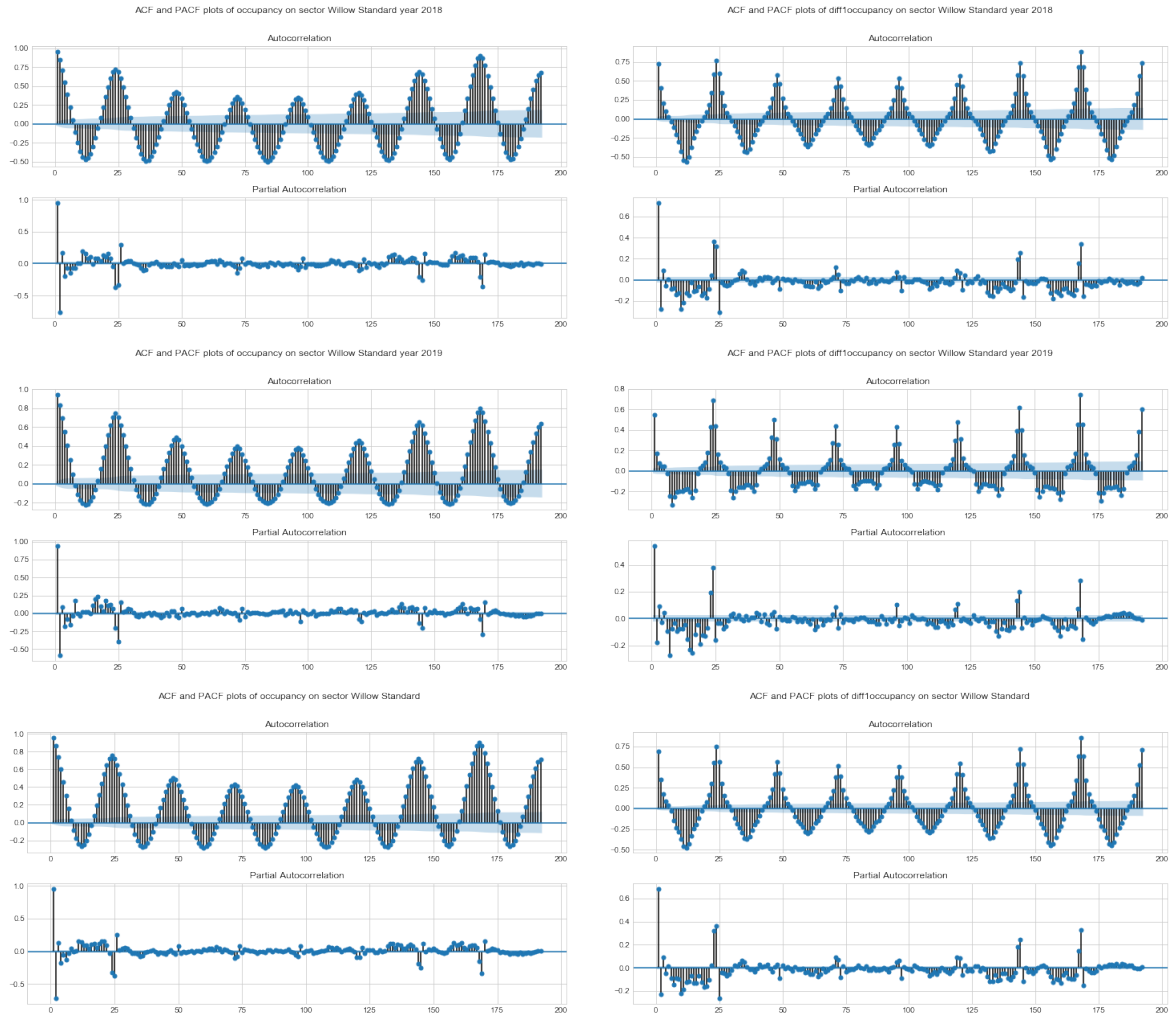 ACF and PACF plots of occupancy on sector Willow Standard year 2018
Autocorrelation
1.00
0.75
0.50
0.25
0.00
−0.25
−0.50
0 25 50 75 100 125 150 175 200
Partial Autocorrelation
1.0
0.5
0.0
−0.5
0 25 50 75 100 125 150 175 200
ACF and PACF plots of diff1occupancy on sector Willow Standard year 2018
Autocorrelation
0.75
0.50
0.25
0.00
−0.25
−0.50
0 25 50 75 100 125 150 175 200
Partial Autocorrelation
0.6
0.4
0.2
0.0
−0.2
0 25 50 75 100 125 150 175 200
ACF and PACF plots of occupancy on sector Willow Standard year 2019
Autocorrelation
1.0
0.8
0.6
0.4
0.2
0.0
−0.2
0 25 50 75 100 125 150 175 200
Partial Autocorrelation
1.00
0.75
0.50
0.25
0.00
−0.25
−0.50
0 25 50 75 100 125 150 175 200
ACF and PACF plots of diff1occupancy on sector Willow Standard year 2019
Autocorrelation
0.8
0.6
0.4
0.2
0.0
−0.2
0 25 50 75 100 125 150 175 200
Partial Autocorrelation
0.4
0.2
0.0
−0.2
0 25 50 75 100 125 150 175 200
ACF and PACF plots of occupancy on sector Willow Standard
Autocorrelation
1.0
0.8
0.6
0.4
0.2
0.0
−0.2
0 25 50 75 100 125 150 175 200
Partial Autocorrelation
1.0
0.5
0.0
−0.5
0 25 50 75 100 125 150 175 200
ACF and PACF plots of diff1occupancy on sector Willow Standard
Autocorrelation
0.75
0.50
0.25
0.00
−0.25
−0.50
0 25 50 75 100 125 150 175 200
Partial Autocorrelation
0.6
0.4
0.2
0.0
−0.2
0 25 50 75 100 125 150 175 200